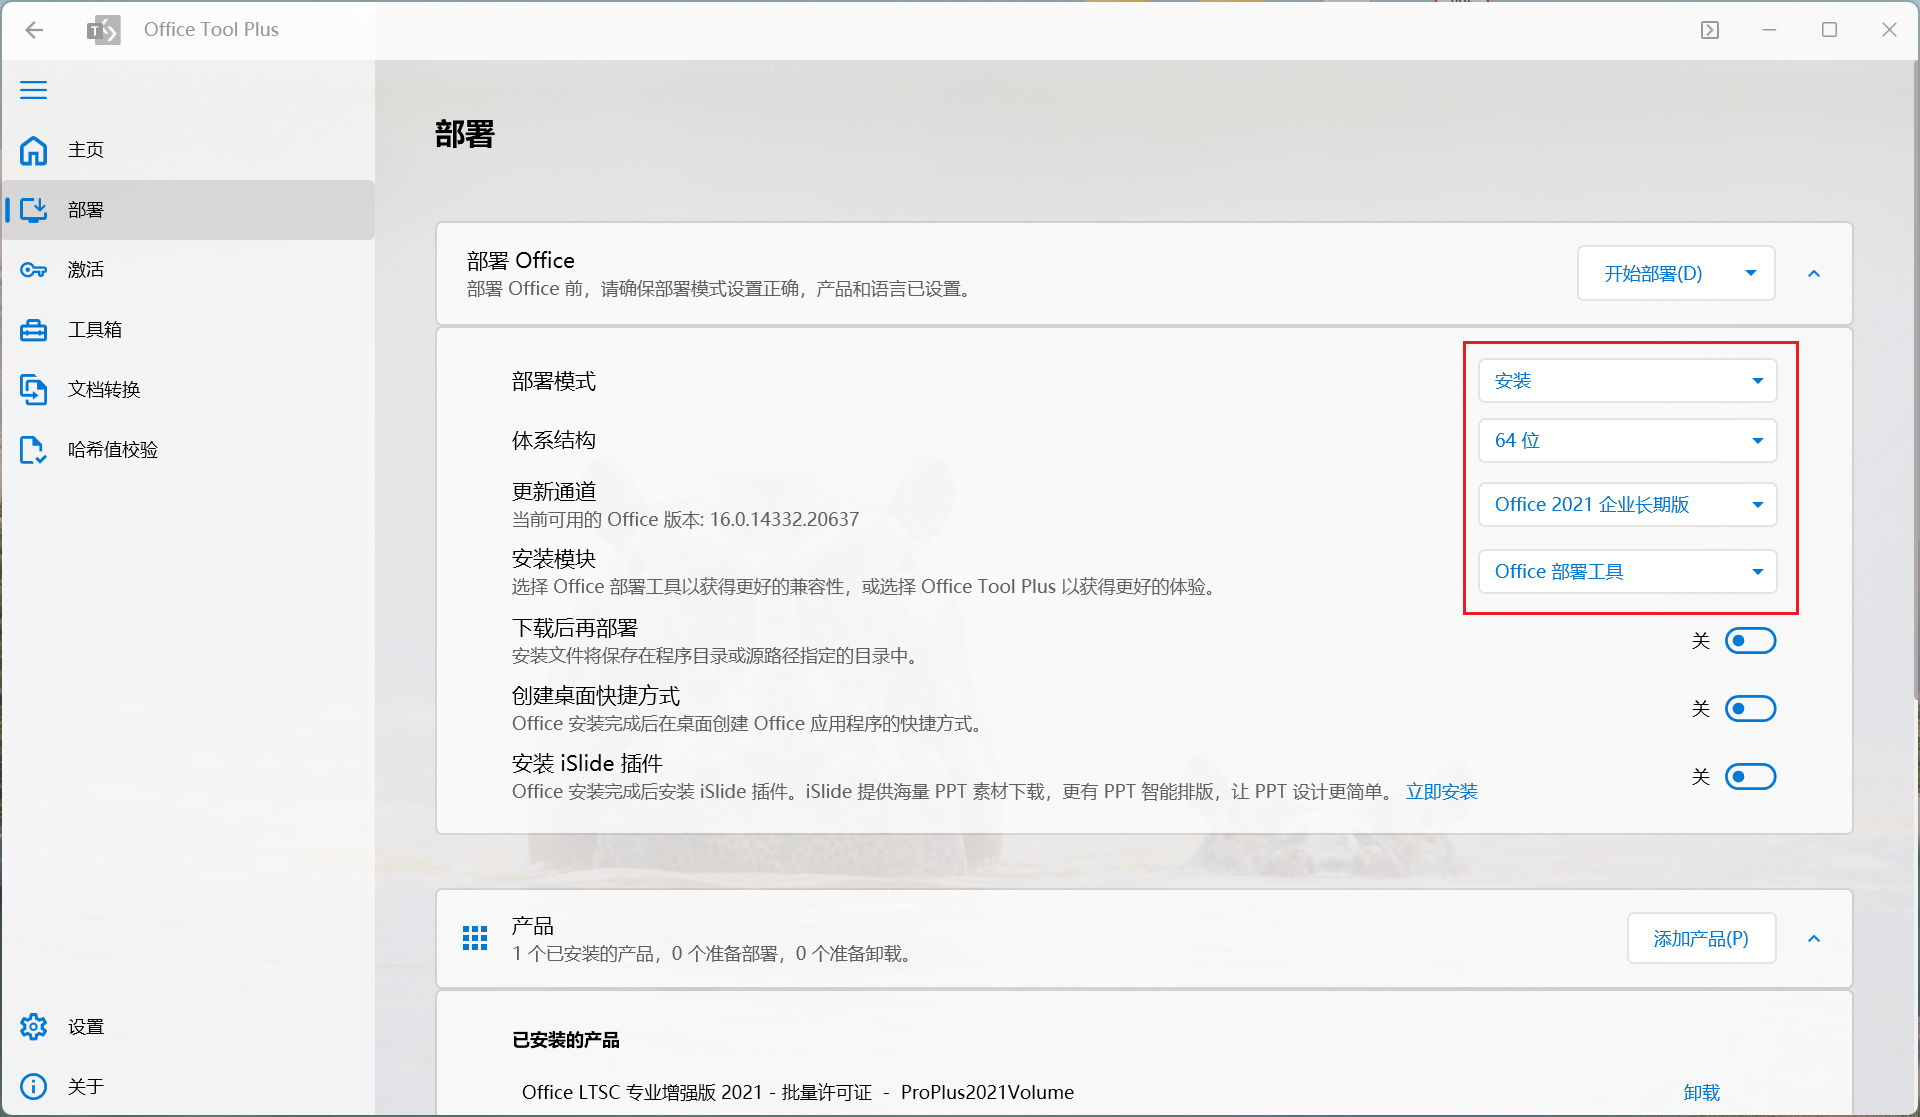 Office Tool Plus
主页
部署
激活
工具箱
文档转换
哈希值校验
设置
关于
部署
部署 Office
部署 Office 前，请确保部署模式设置正确，产品和语言已设置。
开始部署(D)
部署模式
安装
体系结构
64 位
更新通道
当前可用的 Office 版本: 16.0.14332.20637
Office 2021 企业长期版
安装模块
选择 Office 部署工具以获得更好的兼容性，或选择 Office Tool Plus 以获得更好的体验。
Office 部署工具
下载后再部署
安装文件将保存在程序目录或源路径指定的目录中。
关
创建桌面快捷方式
Office 安装完成后在桌面创建 Office 应用程序的快捷方式。
关
安装 iSlide 插件
Office 安装完成后安装 iSlide 插件。iSlide 提供海量 PPT 素材下载，更有 PPT 智能排版，让 PPT 设计更简单。 立即安装
关
产品
1 个已安装的产品，0 个准备部署，0 个准备卸载。
添加产品(P)
已安装的产品
Office LTSC 专业增强版 2021 - 批量许可证 - ProPlus2021Volume
卸载